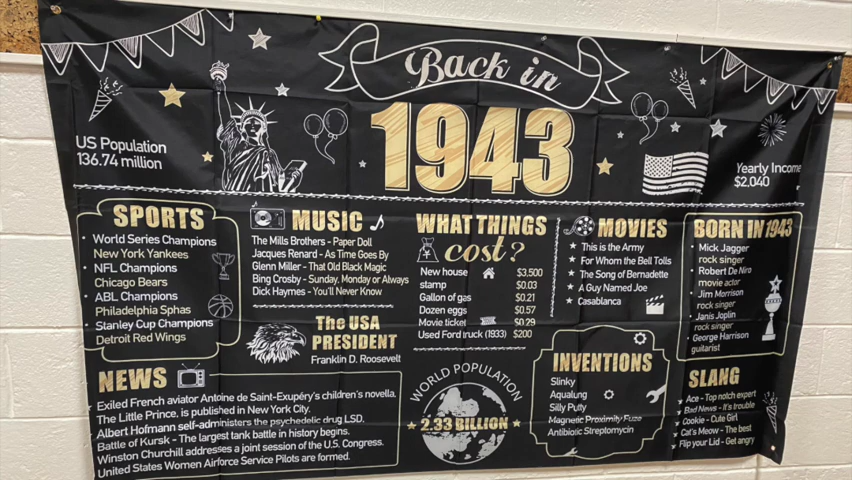 Back in
1943
US Population
136.74 million
Yearly Income
$2.040
SPORTS
• World Series Champions
New York Yankees
• NFL Champions
Chicago Bears
• ABL Champions
Philadelphia Sphas
• Stanley Cup Champions
Detroit Red Wings
MUSIC
The Mills Brothers - Paper Doll
Jacques Renard - As Time Goes By
Glenn Miller - That Old Black Magic
Bing Crosby - Sunday, Monday or Always
Dick Haymes - You'll Never Know
The USA
PRESIDENT
Franklin D. Roosevelt
WHAT THINGS
cost?
New house $3,500
stamp $0.03
Gallon of gas $0.21
Dozen eggs $0.57
Movie ticket $0.29
Used Ford truck (1933) $200
MOVIES
★ This is the Army
★ For Whom the Bell Tolls
★ The Song of Bernadette
★ A Guy Named Joe
★ Casablanca
BORN IN 1943
• Mick Jagger
rock singer
• Robert De Niro
movie actor
• Jim Morrison
rock singer
• Janis Joplin
rock singer
• George Harrison
guitarist
NEWS
Exiled French aviator Antoine de Saint-Exupéry's children's novella,
The Little Prince, is published in New York City.
Albert Hofmann self-administers the psychedelic drug LSD.
Battle of Kursk - The largest tank battle in history begins.
Winston Churchill addresses a joint session of the U.S. Congress.
United States Women Airforce Service Pilots are formed.
WORLD POPULATION
★ 2.33 BILLION ★
INVENTIONS
Slinky
Aqualung
Silly Putty
Magnetic Proximity Fuze
Antibiotic Streptomycin
SLANG
★ Ace - Top notch expert
★ Bad News - It's trouble
★ Cookie - Cute Girl
★ Cat's Meow - The best
★ Flip your Lid - Get angry